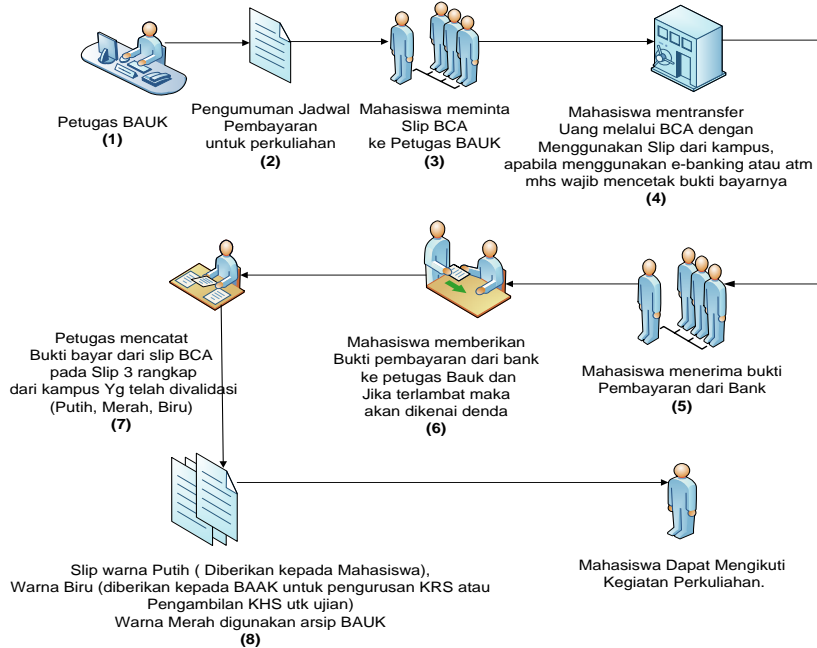 Petugas BAUK
(1)
Pengumuman Jadwal
Pembayaran
untuk perkuliahan
(2)
Mahasiswa meminta
Slip BCA
ke Petugas BAUK
(3)
Mahasiswa mentransfer
Uang melalui BCA dengan
Menggunakan Slip dari kampus,
apabila menggunakan e-banking atau atm
mhs wajib mencetak bukti bayarnya
(4)
Mahasiswa menerima bukti
Pembayaran dari Bank
(5)
Mahasiswa memberikan
Bukti pembayaran dari bank
ke petugas Bauk dan
Jika terlambat maka
akan dikenai denda
(6)
Petugas mencatat
Bukti bayar dari slip BCA
pada Slip 3 rangkap
dari kampus Yg telah divalidasi
(Putih, Merah, Biru)
(7)
Slip warna Putih ( Diberikan kepada Mahasiswa),
Warna Biru (diberikan kepada BAAK untuk pengurusan KRS atau
Pengambilan KHS utk ujian)
Warna Merah digunakan arsip BAUK
(8)
Mahasiswa Dapat Mengikuti
Kegiatan Perkuliahan.